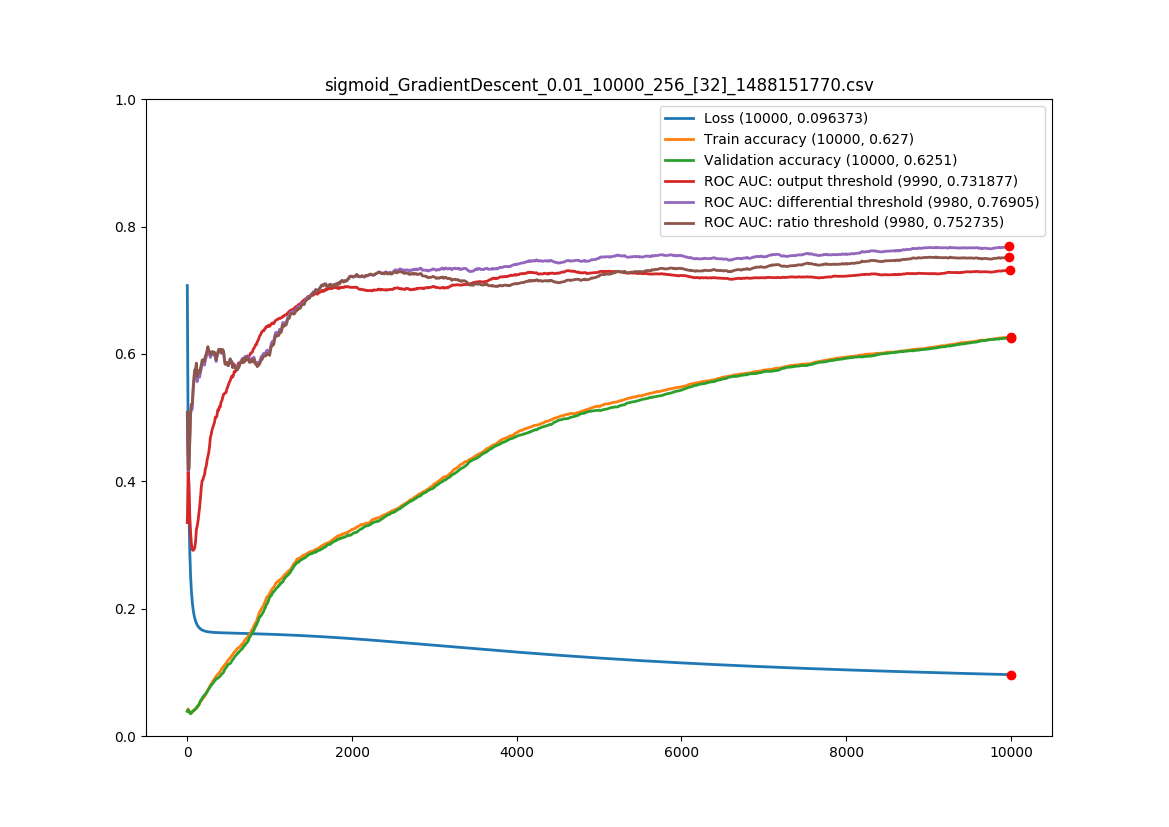 sigmoid_GradientDescent_0.01_10000_256_[32]_1488151770.csv
1.0
Loss (10000, 0.096373)
Train accuracy (10000, 0.627)
Validation accuracy (10000, 0.6251)
ROC AUC: output threshold (9990, 0.731877)
ROC AUC: differential threshold (9980, 0.76905)
ROC AUC: ratio threshold (9980, 0.752735)
0.8
0.6
0.4
0.2
0.0
0 2000 4000 6000 8000 10000